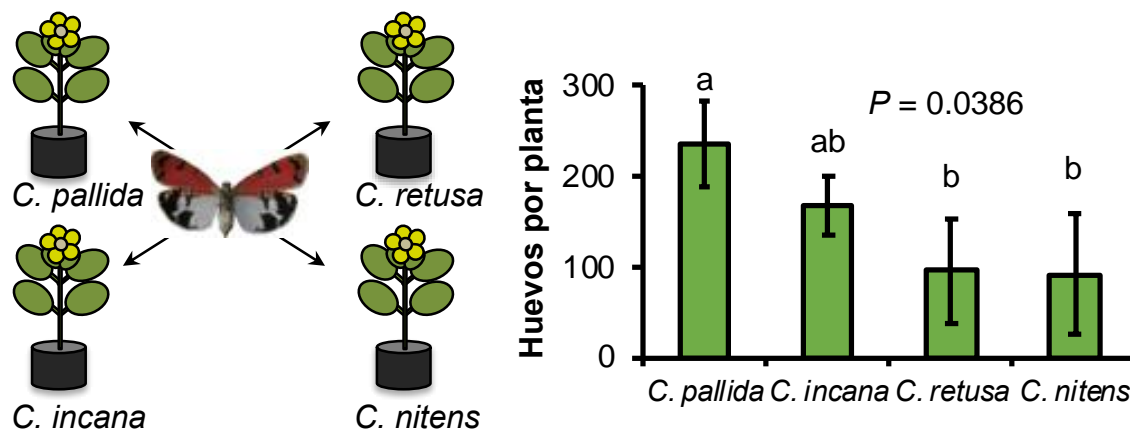 C. pallida
C. retusa
C. incana
C. nitens
Huevos por planta
300
200
100
0
a
ab
b
b
P = 0.0386
C. pallida C. incana C. retusa C. nitens